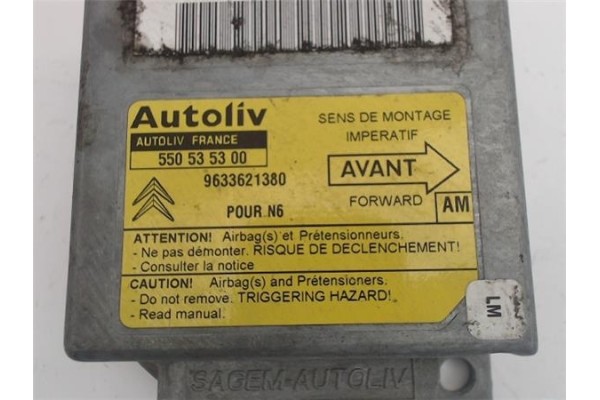 Autoliv
AUTOLIV FRANCE
550 53 53 00
9633621380
POUR N6
SENS DE MONTAGE
IMPERATIF
AVANT
FORWARD
AM
ATTENTION! Airbag(s) et Prétensionneurs.
- Ne pas démonter. RISQUE DE DECLENCHEMENT!
- Consulter la notice
CAUTION! Airbag(s) and Pretensioners.
- Do not remove. TRIGGERING HAZARD!
- Read manual.
LM
SAGEM-AUTOLIV